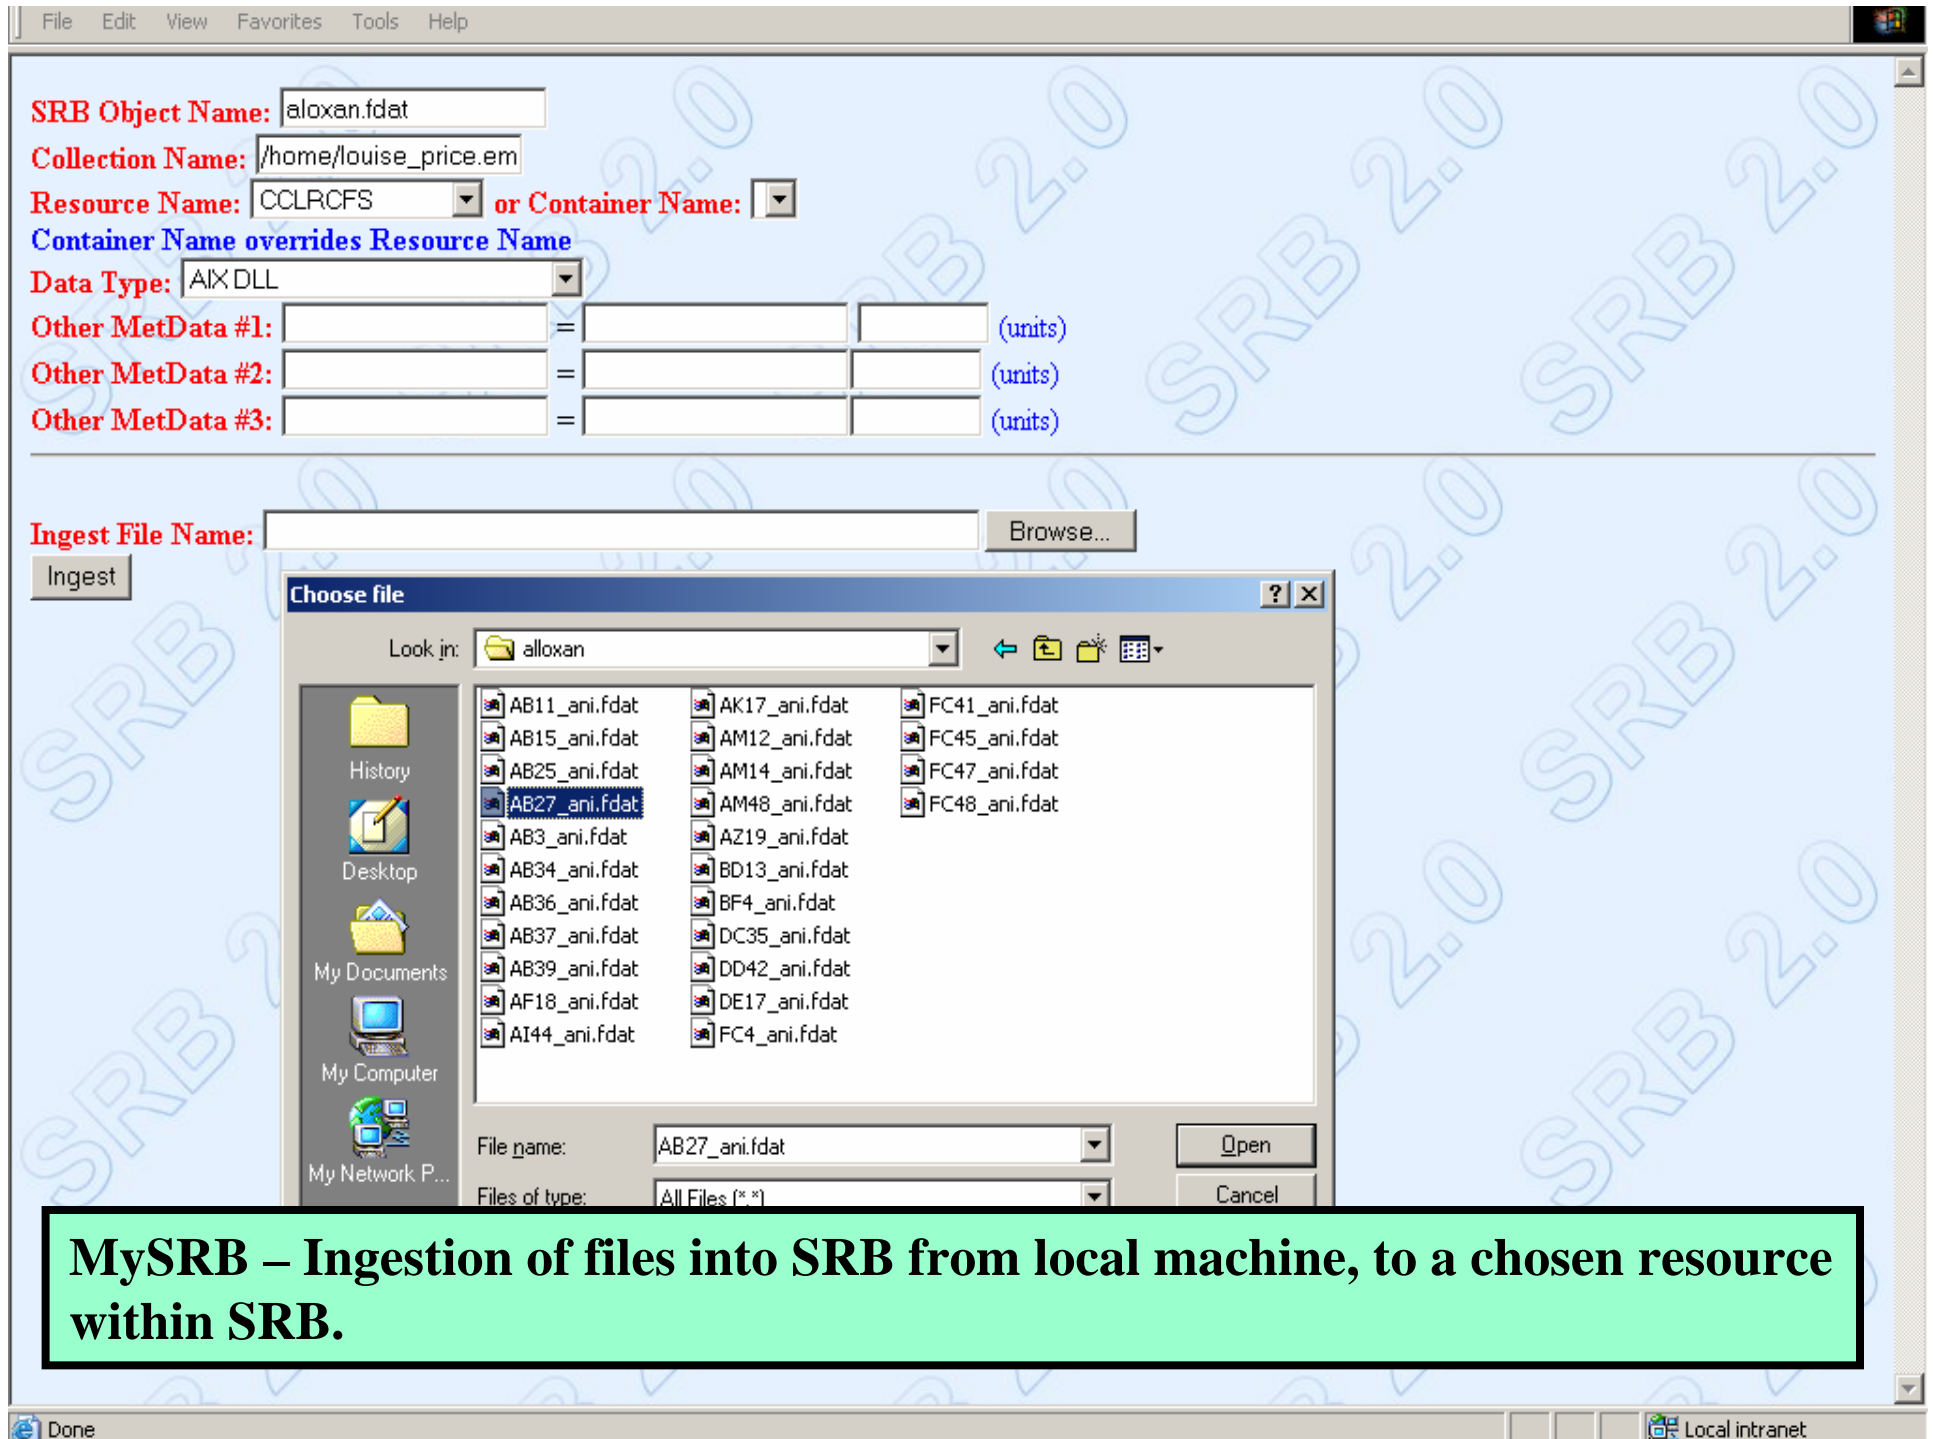 File Edit View Favorites Tools Help
SRB Object Name: aloxan.fdat
Collection Name: /home/louise_price.em
Resource Name: CCLRCFS or Container Name:
Container Name overrides Resource Name
Data Type: AIX DLL
Other MetData #1: = (units)
Other MetData #2: = (units)
Other MetData #3: = (units)
Ingest File Name: Browse...
Ingest
Choose file
Look in: alloxan
AB11_ani.fdat AK17_ani.fdat FC41_ani.fdat
AB15_ani.fdat AM12_ani.fdat FC45_ani.fdat
AB25_ani.fdat AM14_ani.fdat FC47_ani.fdat
AB27_ani.fdat AM48_ani.fdat FC48_ani.fdat
AB3_ani.fdat AZ19_ani.fdat
AB34_ani.fdat BD13_ani.fdat
AB36_ani.fdat BF4_ani.fdat
AB37_ani.fdat DC35_ani.fdat
AB39_ani.fdat DD42_ani.fdat
AF18_ani.fdat DE17_ani.fdat
AI44_ani.fdat FC4_ani.fdat
History
Desktop
My Documents
My Computer
My Network P...
File name: AB27_ani.fdat Open
Files of type: All Files (*.*) Cancel
MySRB – Ingestion of files into SRB from local machine, to a chosen resource
within SRB.
Done Local intranet
SRB 2.0